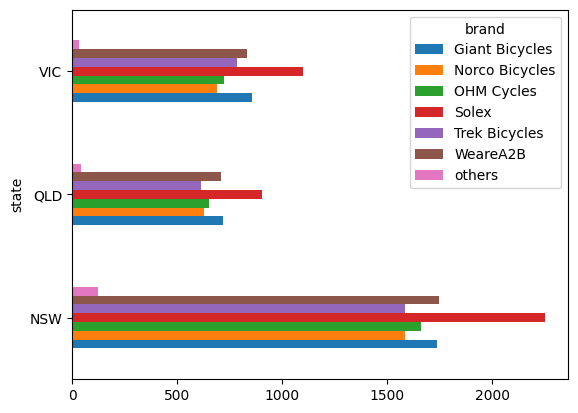 brand
Giant Bicycles
Norco Bicycles
OHM Cycles
Solex
Trek Bicycles
WeareA2B
others
state
VIC
QLD
NSW
0 500 1000 1500 2000